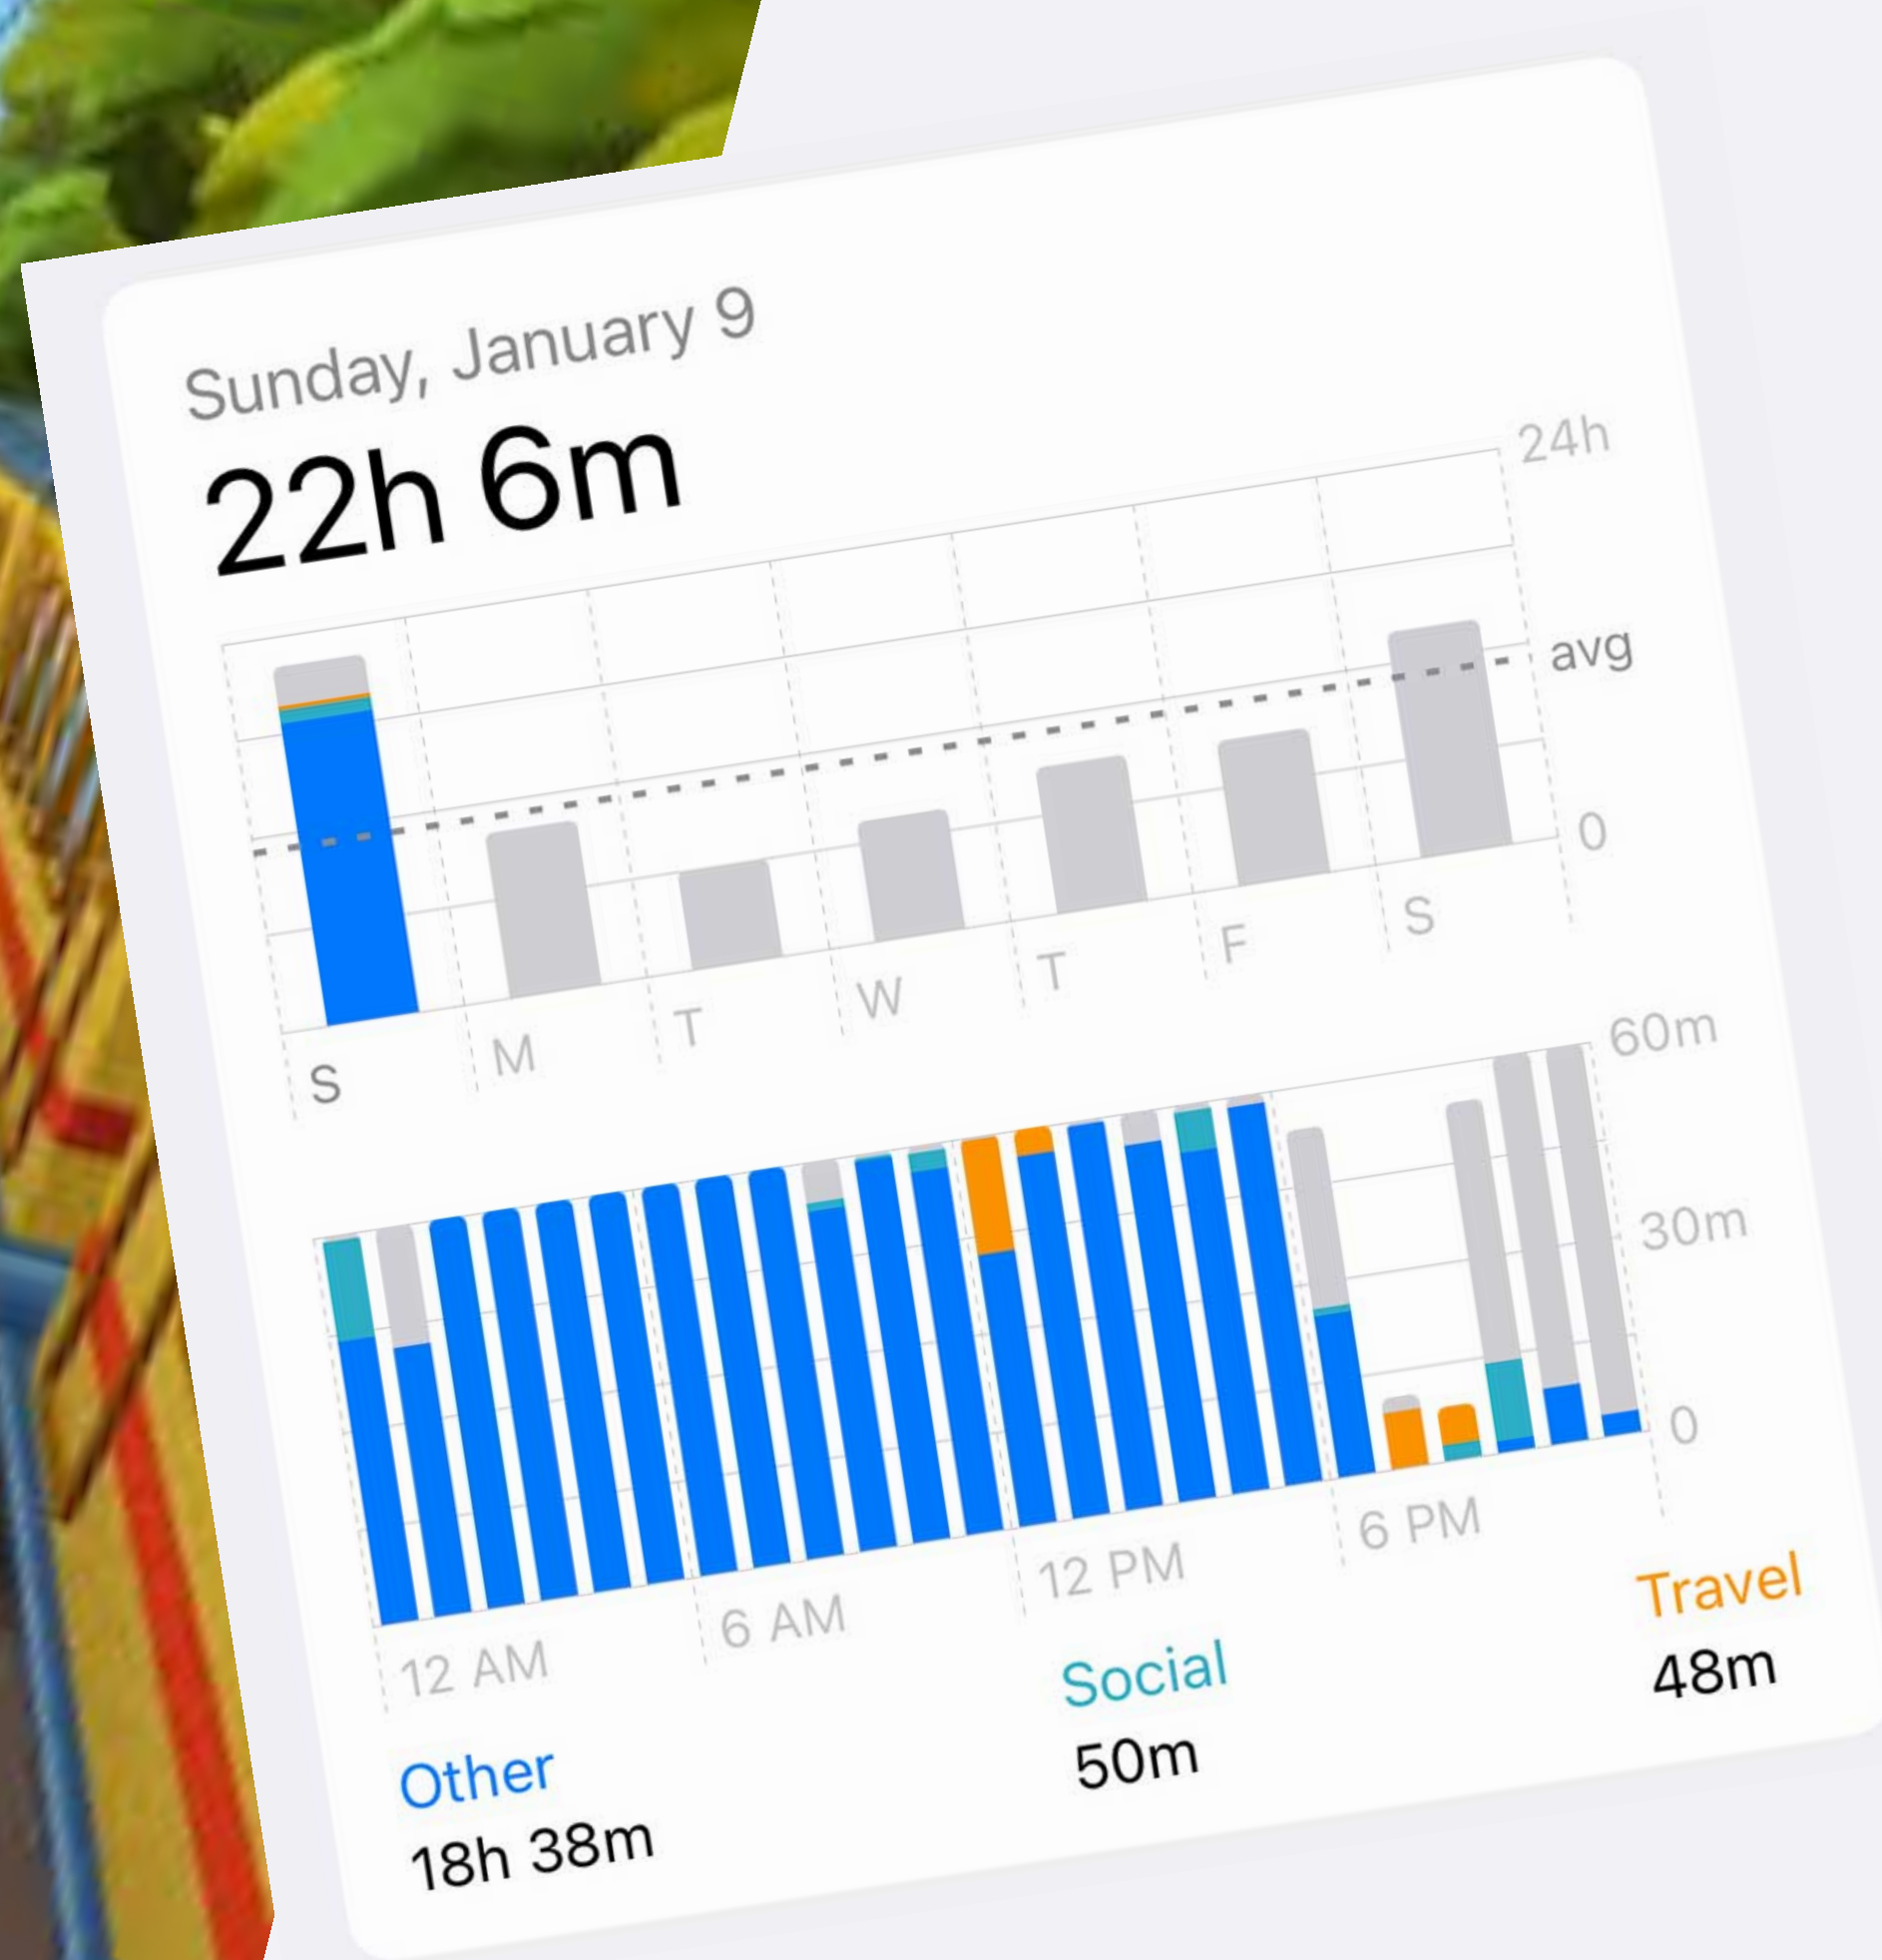 Sunday, January 9
22h 6m
24h
avg
0
S M T W T F S
60m
30m
0
12 AM 6 AM 12 PM 6 PM
Other Social Travel
18h 38m 50m 48m